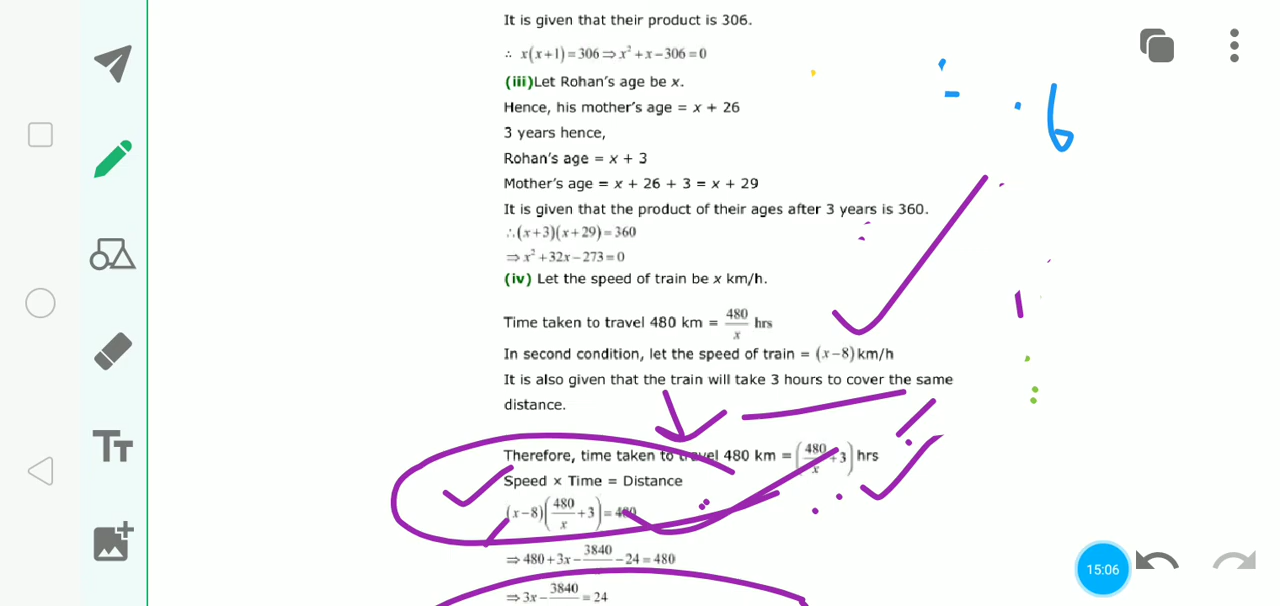 It is given that their product is 306.
∴ x(x+1)=306⇒x²+x−306=0
(iii)Let Rohan's age be x.
Hence, his mother's age = x + 26
3 years hence,
Rohan's age = x + 3
Mother's age = x + 26 + 3 = x + 29
It is given that the product of their ages after 3 years is 360.
∴(x+3)(x+29)=360
⇒x²+32x−273=0
(iv) Let the speed of train be x km/h.
Time taken to travel 480 km = 480/x hrs
In second condition, let the speed of train = (x−8)km/h
It is also given that the train will take 3 hours to cover the same
distance.
Therefore, time taken to travel 480 km = (480/x +3) hrs
Speed × Time = Distance
(x−8)(480/x +3)=480
⇒480+3x−3840/ −24=480
⇒3x−3840/ =24
6
TT
15:06